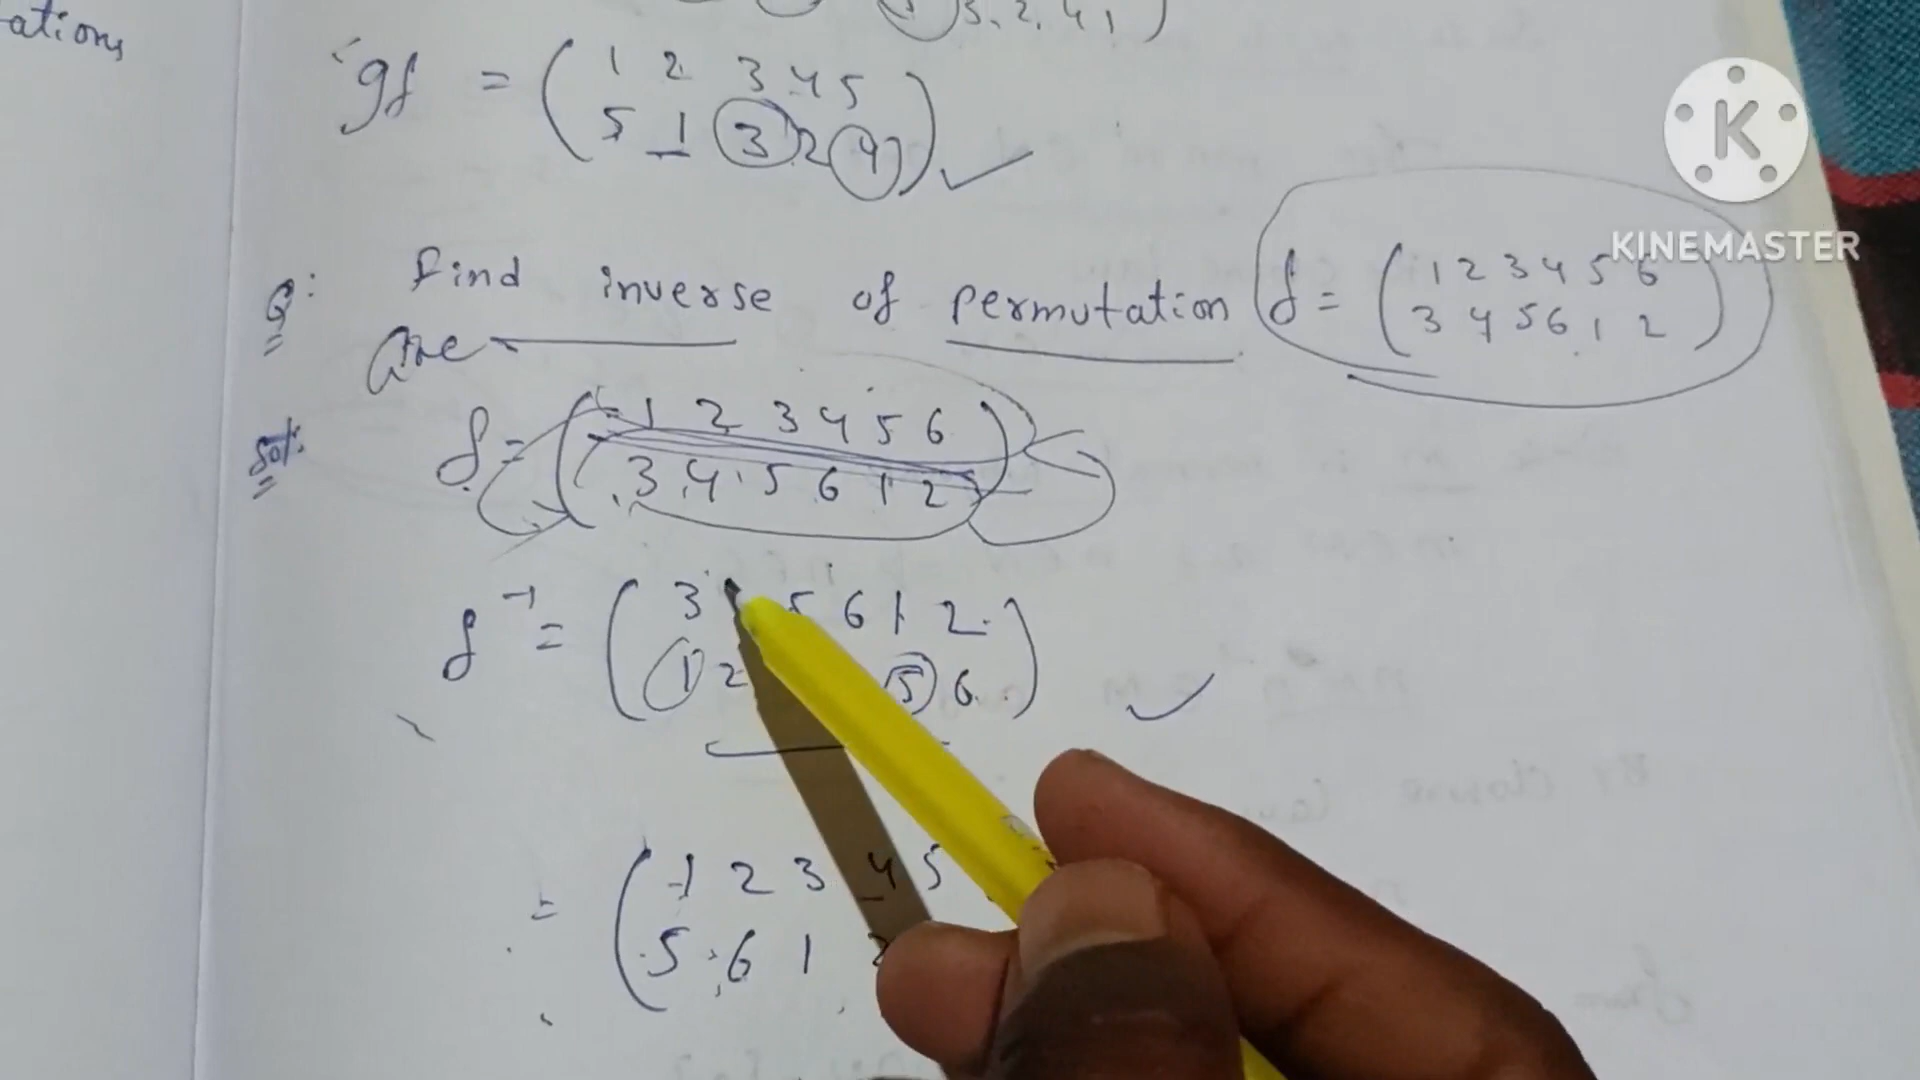 ations
3, 2, 4, 1 )
gf = ( 1 2 3 4 5
5 1 3 2 4 )
K
KINEMASTER
Q: Find inverse of permutation f = ( 1 2 3 4 5 6
3 4 5 6 1 2 )
are
Sol: f = ( 1 2 3 4 5 6
3 4 5 6 1 2 )
f -1 = ( 3 5 6 1 2
1 2 5 6 )
= ( 1 2 3 4 5
5 6 1